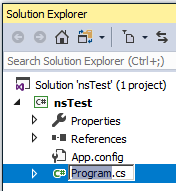 Solution Explorer
Search Solution Explorer (Ctrl+;)
Solution 'nsTest' (1 project)
C# nsTest
Properties
References
App.config
C# Program.cs